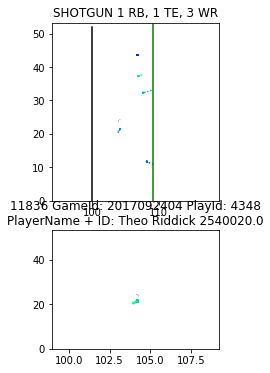 SHOTGUN 1 RB, 1 TE, 3 WR
50
40
30
20
10
0
100 110
11836 GameId: 2017092404 PlayId: 4348
PlayerName + ID: Theo Riddick 2540020.0
40
20
0
100.0 102.5 105.0 107.5